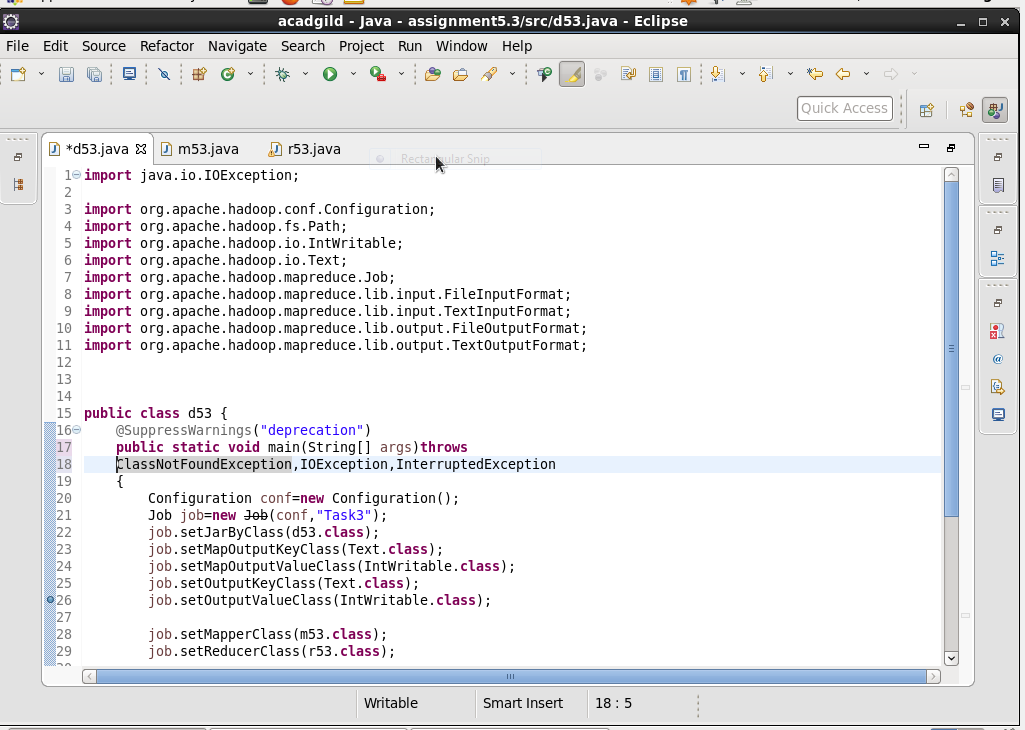 acadgild - Java - assignment5.3/src/d53.java - Eclipse
File Edit Source Refactor Navigate Search Project Run Window Help
Quick Access
*d53.java m53.java r53.java Rectangular Snip
1 import java.io.IOException;
2
3 import org.apache.hadoop.conf.Configuration;
4 import org.apache.hadoop.fs.Path;
5 import org.apache.hadoop.io.IntWritable;
6 import org.apache.hadoop.io.Text;
7 import org.apache.hadoop.mapreduce.Job;
8 import org.apache.hadoop.mapreduce.lib.input.FileInputFormat;
9 import org.apache.hadoop.mapreduce.lib.input.TextInputFormat;
10 import org.apache.hadoop.mapreduce.lib.output.FileOutputFormat;
11 import org.apache.hadoop.mapreduce.lib.output.TextOutputFormat;
12
13
14
15 public class d53 {
16 @SuppressWarnings("deprecation")
17 public static void main(String[] args)throws
18 ClassNotFoundException,IOException,InterruptedException
19 {
20 Configuration conf=new Configuration();
21 Job job=new Job(conf,"Task3");
22 job.setJarByClass(d53.class);
23 job.setMapOutputKeyClass(Text.class);
24 job.setMapOutputValueClass(IntWritable.class);
25 job.setOutputKeyClass(Text.class);
26 job.setOutputValueClass(IntWritable.class);
27
28 job.setMapperClass(m53.class);
29 job.setReducerClass(r53.class);
Writable Smart Insert 18 : 5